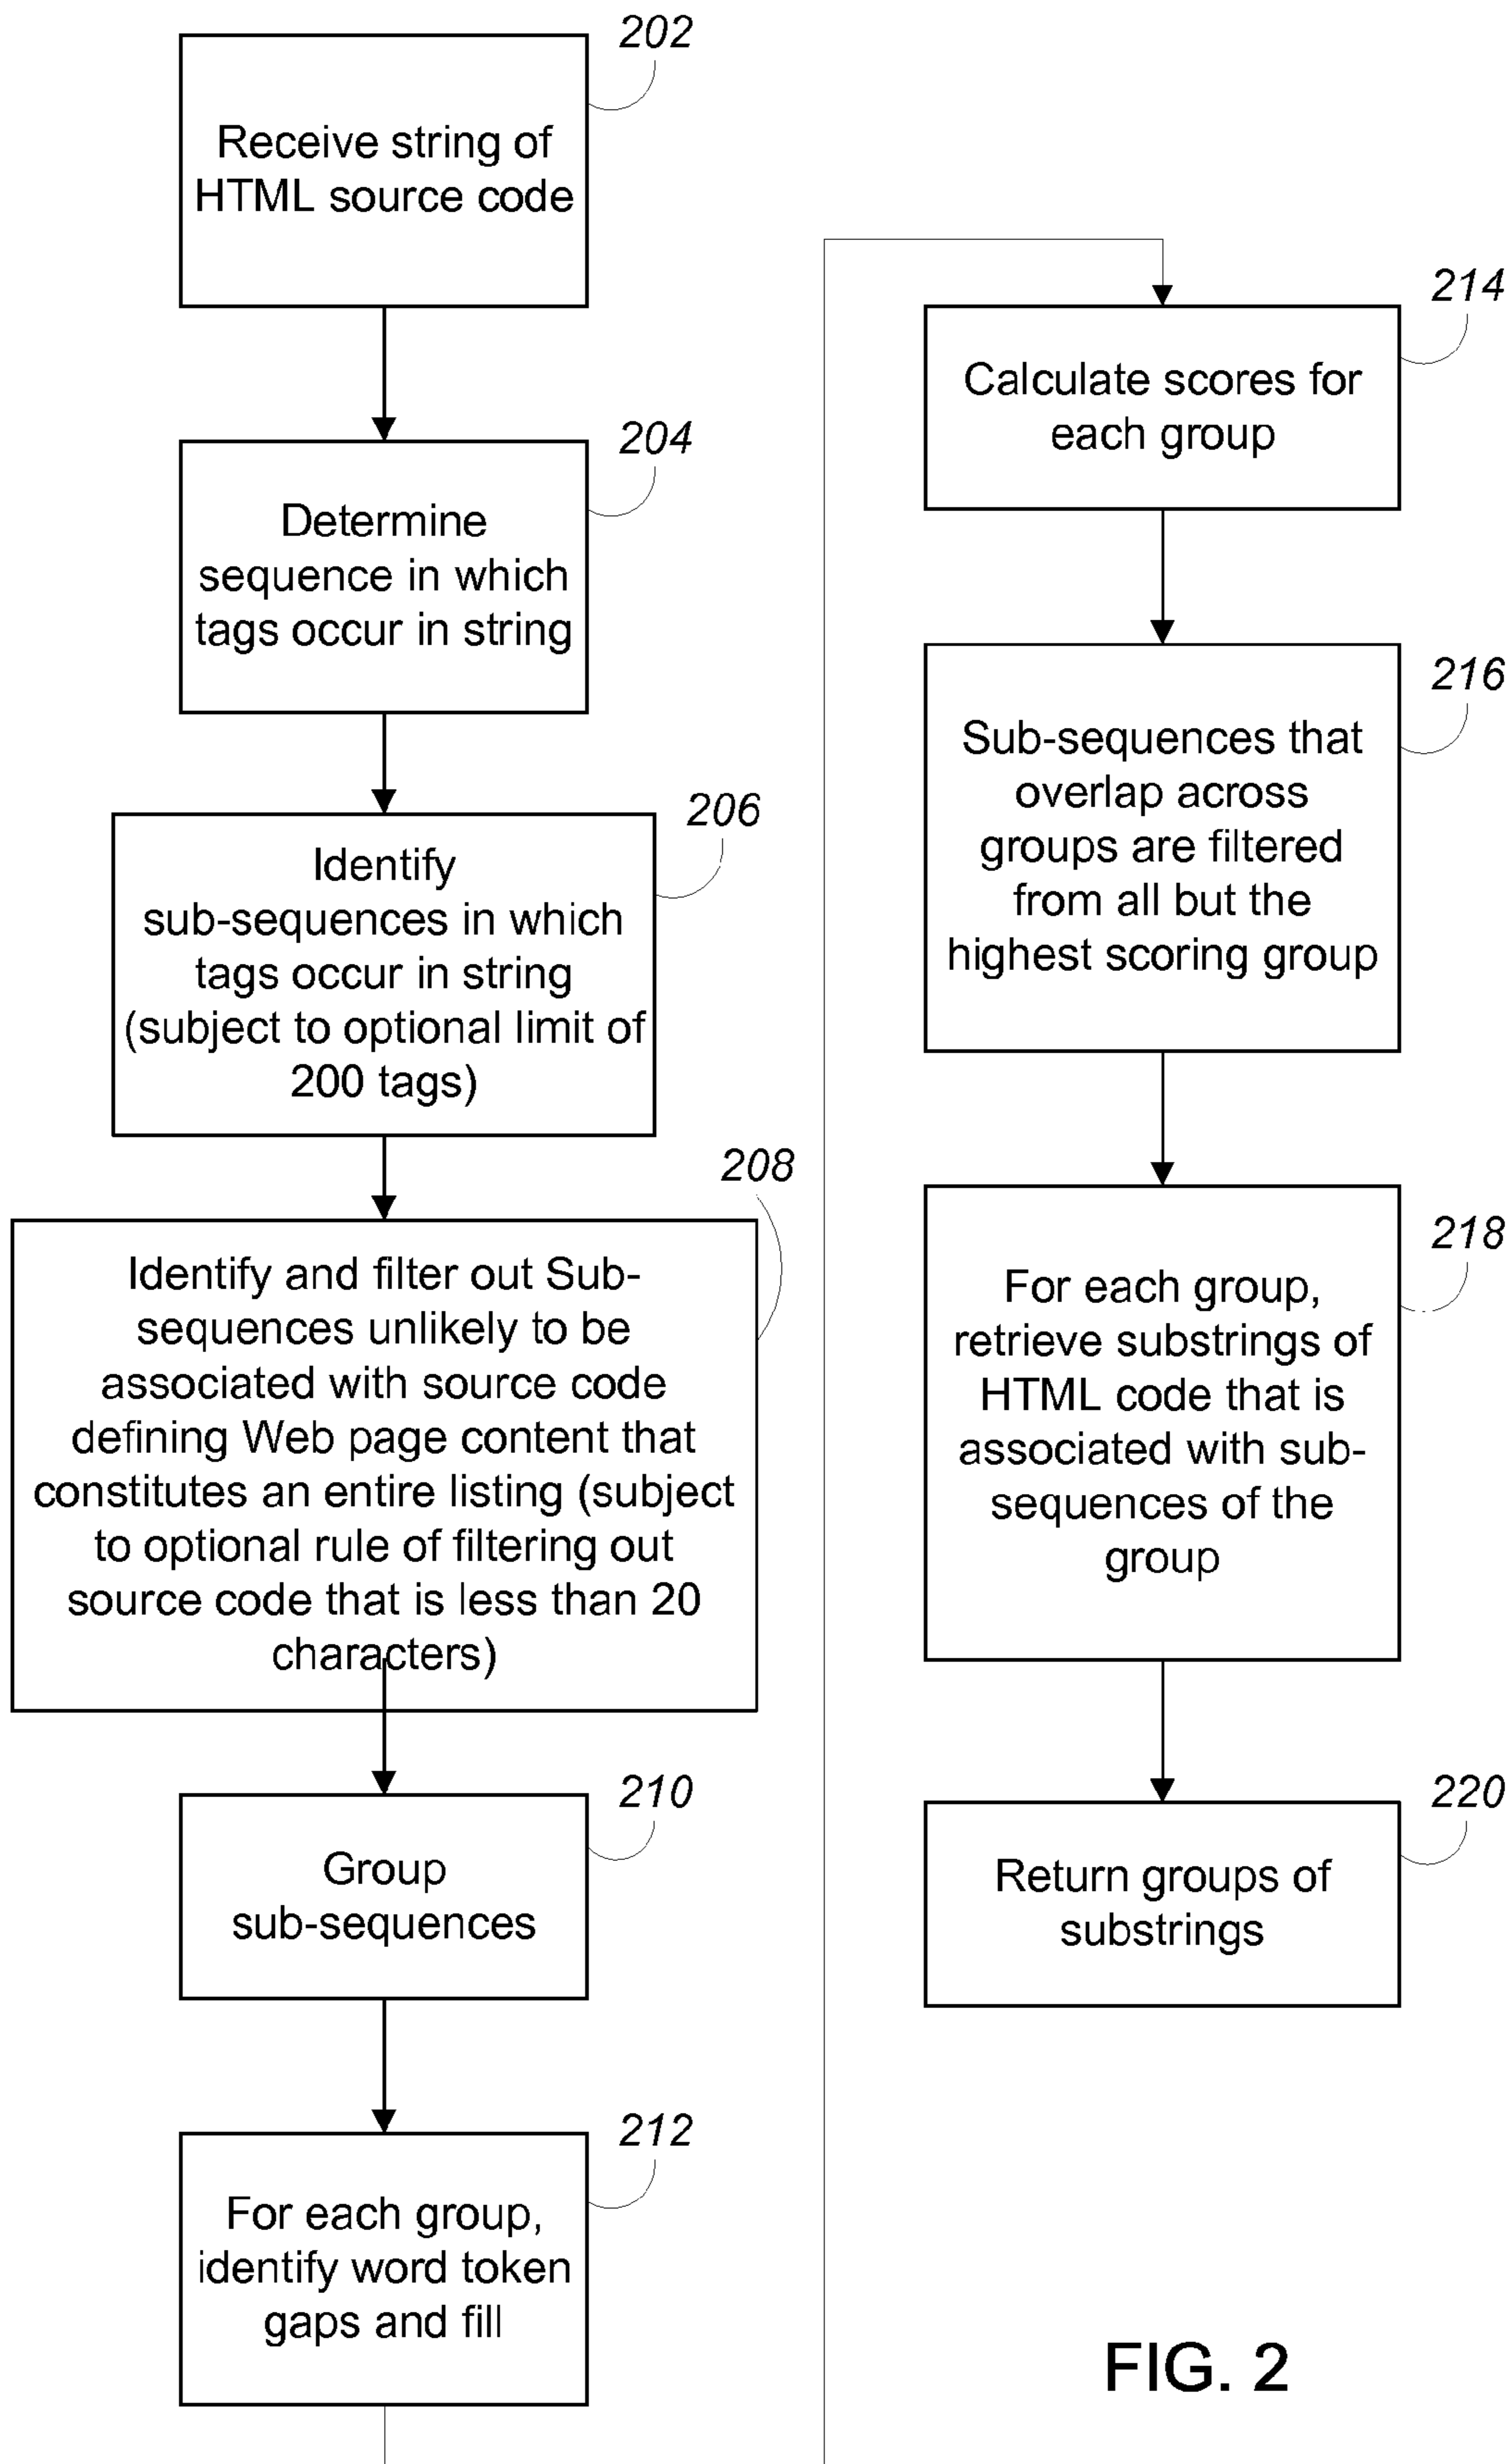 202
Receive string of
HTML source code
204
Determine
sequence in which
tags occur in string
206
Identify
sub-sequences in which
tags occur in string
(subject to optional limit of
200 tags)
208
Identify and filter out Sub-
sequences unlikely to be
associated with source code
defining Web page content that
constitutes an entire listing (subject
to optional rule of filtering out
source code that is less than 20
characters)
210
Group
sub-sequences
212
For each group,
identify word token
gaps and fill
214
Calculate scores for
each group
216
Sub-sequences that
overlap across
groups are filtered
from all but the
highest scoring group
218
For each group,
retrieve substrings of
HTML code that is
associated with sub-
sequences of the
group
220
Return groups of
substrings
FIG. 2